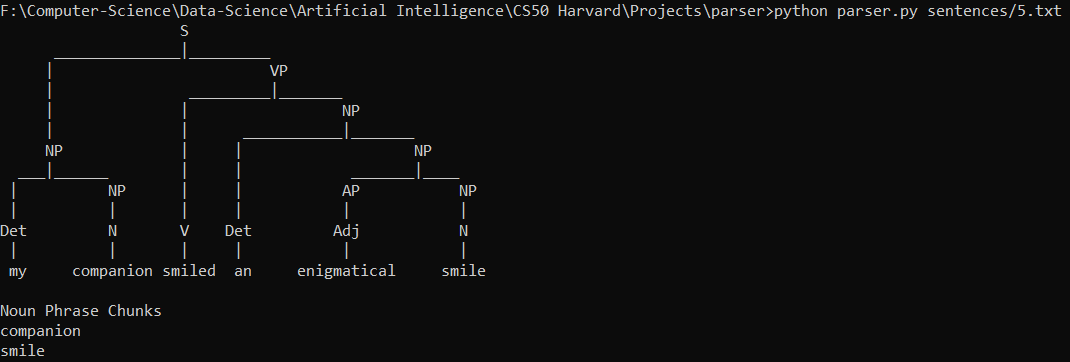 F:\Computer-Science\Data-Science\Artificial Intelligence\CS50 Harvard\Projects\parser>python parser.py sentences/5.txt
S
VP
NP
NP NP
NP AP NP
Det N V Det Adj N
my companion smiled an enigmatical smile
Noun Phrase Chunks
companion
smile